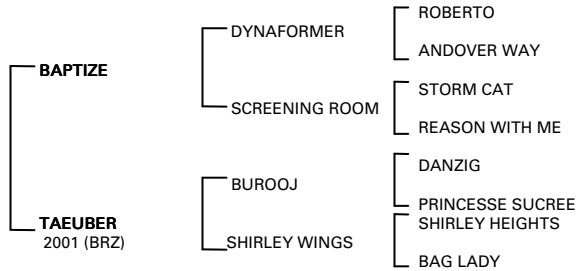 ROBERTO
DYNAFORMER
ANDOVER WAY
BAPTIZE
STORM CAT
SCREENING ROOM
REASON WITH ME
DANZIG
BUROOJ
PRINCESSE SUCREE
TAEUBER
SHIRLEY HEIGHTS
2001 (BRZ)
SHIRLEY WINGS
BAG LADY